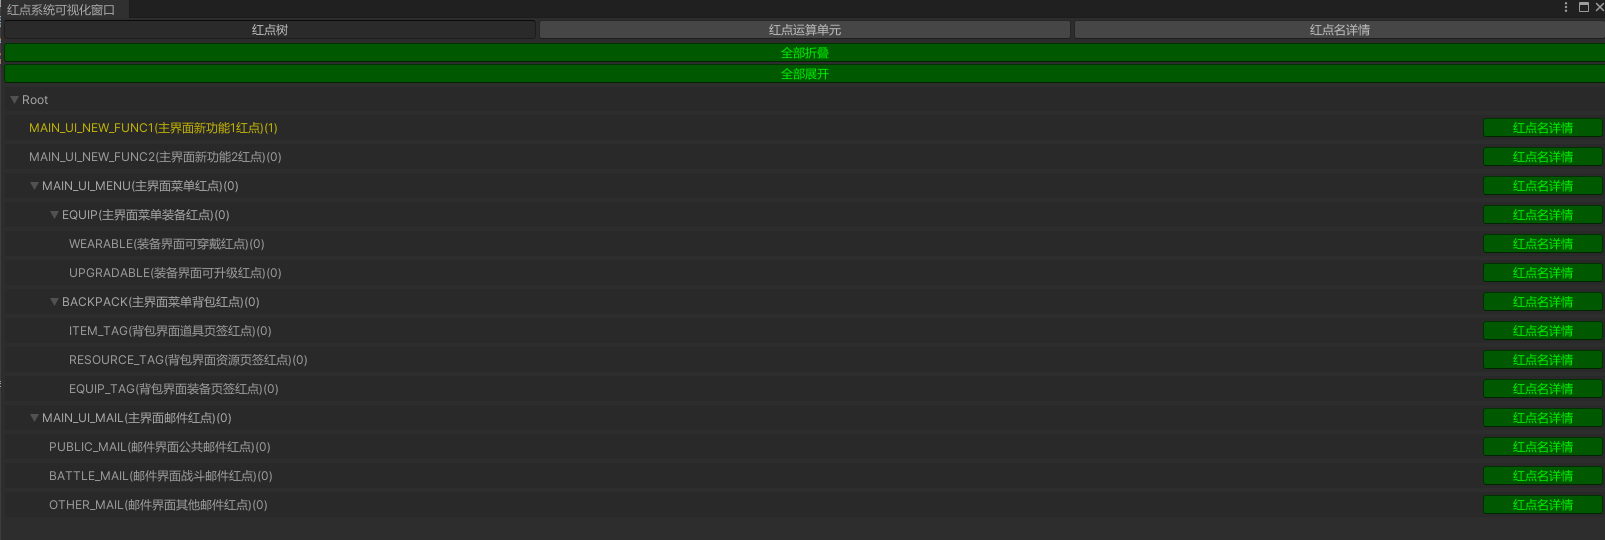 红点系统可视化窗口
红点树 红点运算单元 红点名详情
全部折叠
全部展开
Root
MAIN_UI_NEW_FUNC1(主界面新功能1红点)(1) 红点名详情
MAIN_UI_NEW_FUNC2(主界面新功能2红点)(0) 红点名详情
MAIN_UI_MENU(主界面菜单红点)(0) 红点名详情
EQUIP(主界面菜单装备红点)(0) 红点名详情
WEARABLE(装备界面可穿戴红点)(0) 红点名详情
UPGRADABLE(装备界面可升级红点)(0) 红点名详情
BACKPACK(主界面菜单背包红点)(0) 红点名详情
ITEM_TAG(背包界面道具页签红点)(0) 红点名详情
RESOURCE_TAG(背包界面资源页签红点)(0) 红点名详情
EQUIP_TAG(背包界面装备页签红点)(0) 红点名详情
MAIN_UI_MAIL(主界面邮件红点)(0) 红点名详情
PUBLIC_MAIL(邮件界面公共邮件红点)(0) 红点名详情
BATTLE_MAIL(邮件界面战斗邮件红点)(0) 红点名详情
OTHER_MAIL(邮件界面其他邮件红点)(0) 红点名详情